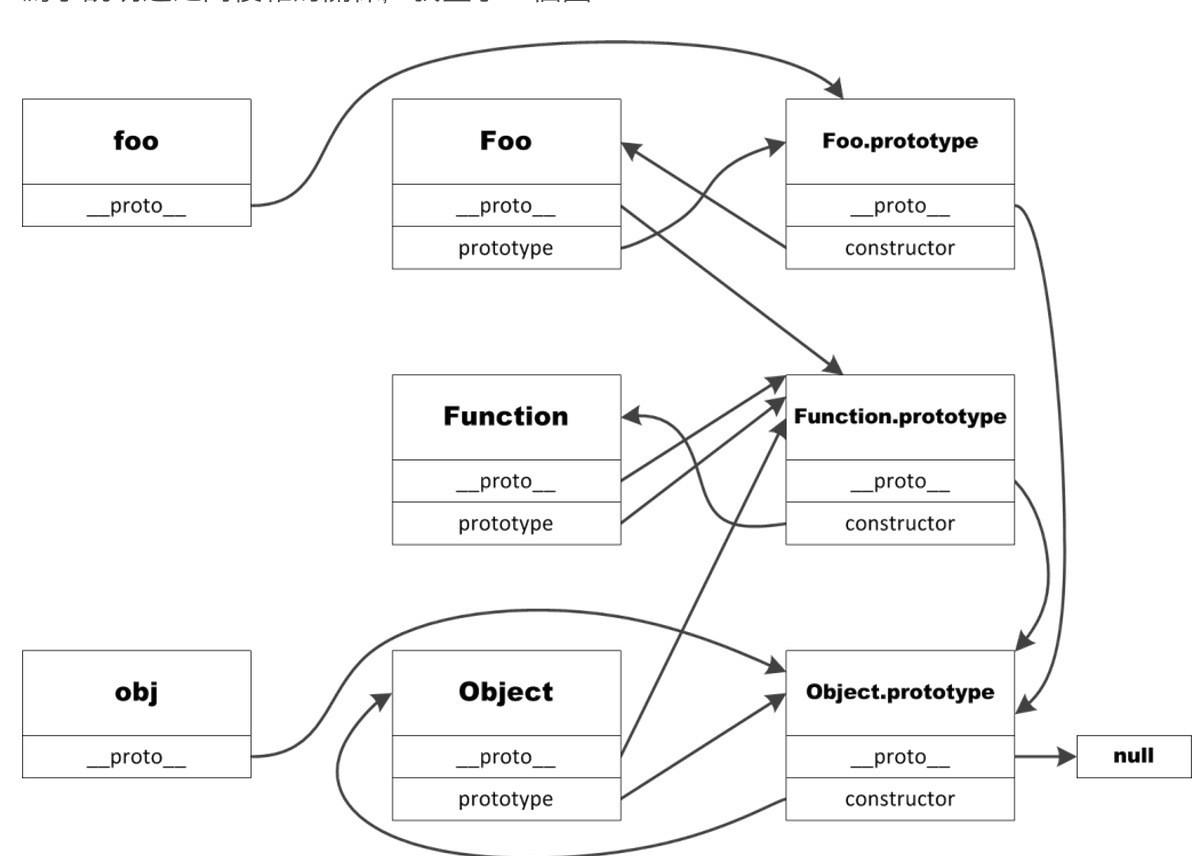 foo
__proto__
Foo
__proto__
prototype
Foo.prototype
__proto__
constructor
Function
__proto__
prototype
Function.prototype
__proto__
constructor
obj
__proto__
Object
__proto__
prototype
Object.prototype
__proto__
constructor
null